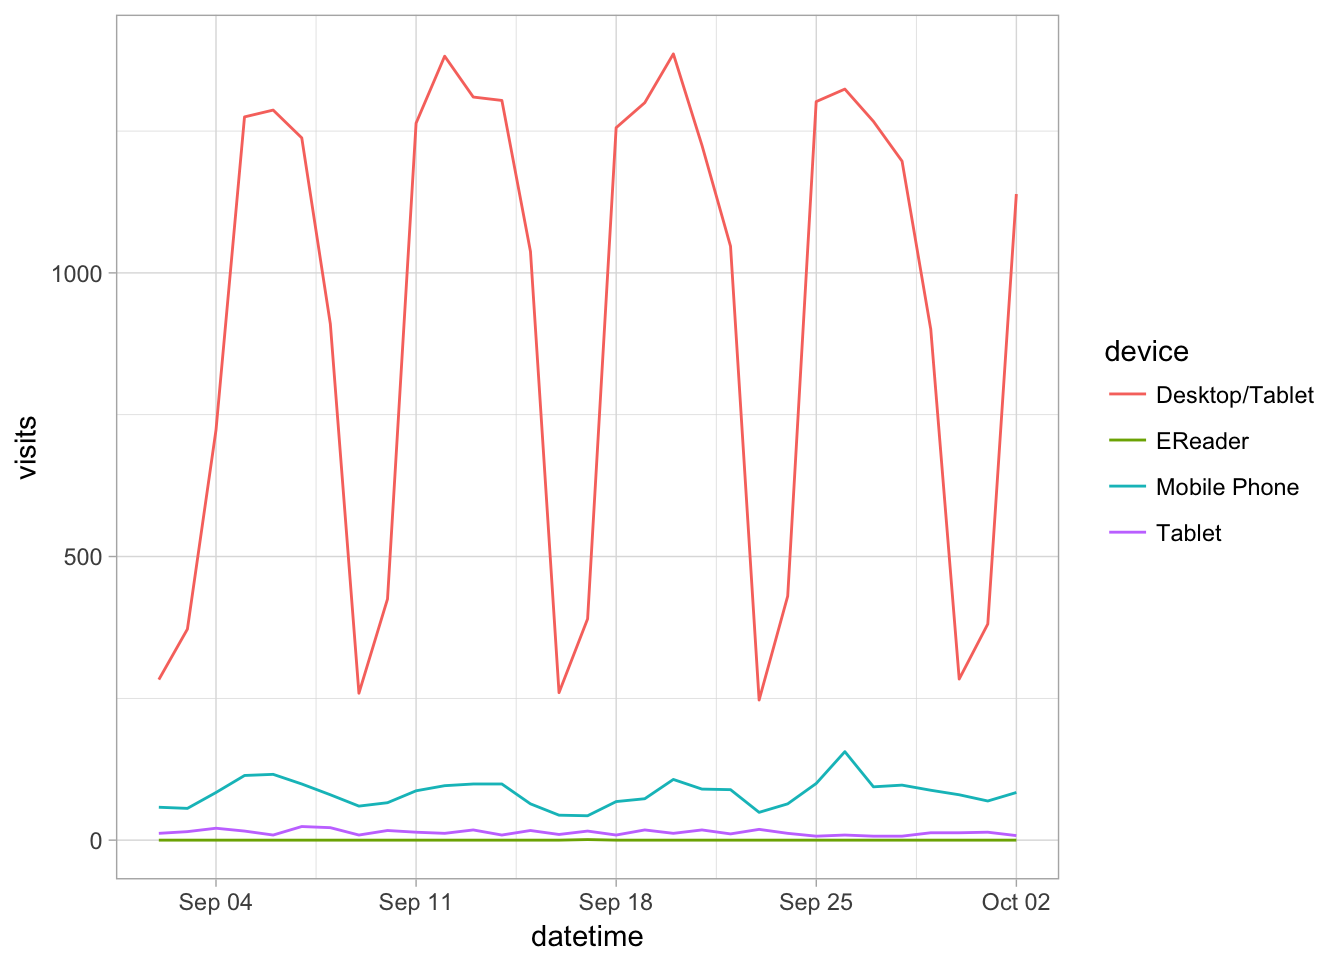 visits
1000
500
0
Sep 04
Sep 11
Sep 18
Sep 25
Oct 02
datetime
device
Desktop/Tablet
EReader
Mobile Phone
Tablet